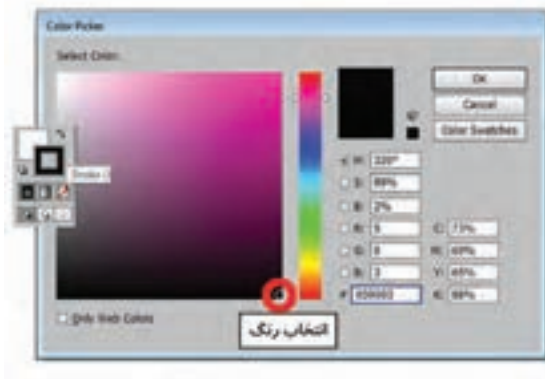 Color Picker
Select Color:
OK
Cancel
Color Swatches
H: 320°
S: 89%
B: 2%
R: 5
G: 0
B: 3
C: 73%
M: 69%
Y: 65%
K: 88%
#
Only Web Colors
انتخاب رنگ